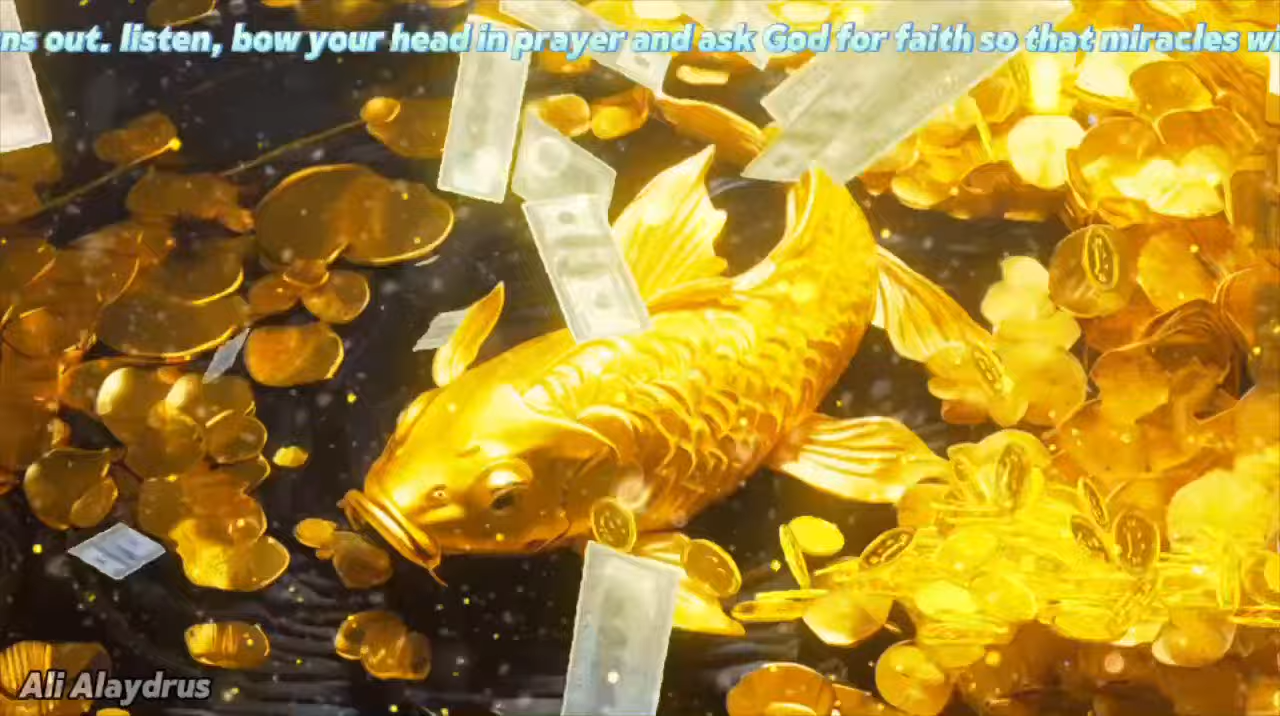 ns out. listen, bow your head in prayer and ask God for faith so that miracles wi
Ali Alaydrus